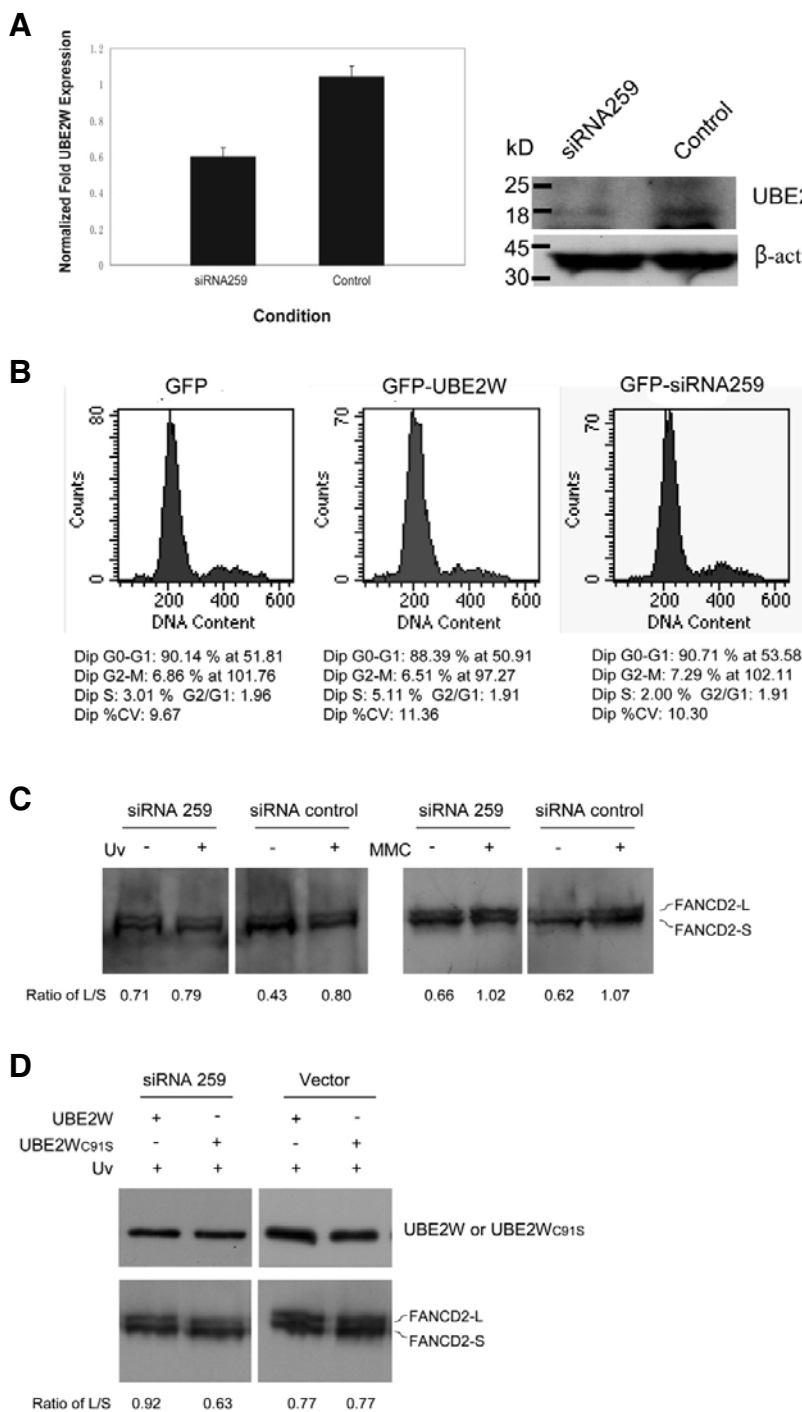 A
Normalized Fold UBE2W Expression
1.2
1
0.8
0.6
0.4
0.2
0
siRNA259
Control
Condition
siRNA259
Control
kD
25
18
UBE2
45
30
β-act
B
GFP
GFP-UBE2W
GFP-siRNA259
80
0
Counts
200 400 600
DNA Content
70
0
Counts
200 400 600
DNA Content
70
0
Counts
200 400 600
DNA Content
Dip G0-G1: 90.14 % at 51.81
Dip G2-M: 6.86 % at 101.76
Dip S: 3.01 % G2/G1: 1.96
Dip %CV: 9.67
Dip G0-G1: 88.39 % at 50.91
Dip G2-M: 6.51 % at 97.27
Dip S: 5.11 % G2/G1: 1.91
Dip %CV: 11.36
Dip G0-G1: 90.71 % at 53.58
Dip G2-M: 7.29 % at 102.11
Dip S: 2.00 % G2/G1: 1.91
Dip %CV: 10.30
C
siRNA 259 siRNA control siRNA 259 siRNA control
Uv - + - + MMC - + - +
FANCD2-L
FANCD2-S
Ratio of L/S 0.71 0.79 0.43 0.80 0.66 1.02 0.62 1.07
D
siRNA 259 Vector
UBE2W + - + -
UBE2WC91S - + - +
Uv + + + +
UBE2W or UBE2WC91S
FANCD2-L
FANCD2-S
Ratio of L/S 0.92 0.63 0.77 0.77